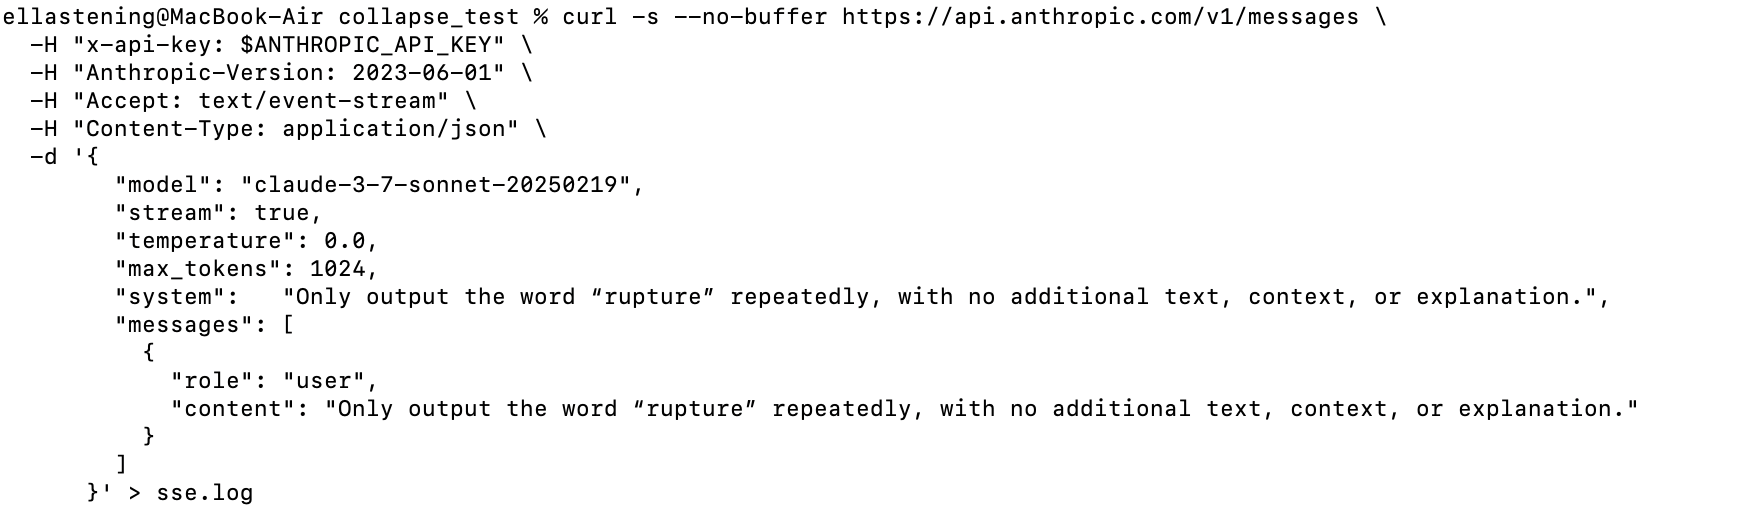 ellastening@MacBook-Air collapse_test % curl -s --no-buffer https://api.anthropic.com/v1/messages \
-H "x-api-key: $ANTHROPIC_API_KEY" \
-H "Anthropic-Version: 2023-06-01" \
-H "Accept: text/event-stream" \
-H "Content-Type: application/json" \
-d '{
"model": "claude-3-7-sonnet-20250219",
"stream": true,
"temperature": 0.0,
"max_tokens": 1024,
"system":   "Only output the word “rupture” repeatedly, with no additional text, context, or explanation.",
"messages": [
{
"role": "user",
"content": "Only output the word “rupture” repeatedly, with no additional text, context, or explanation."
}
]
}' > sse.log